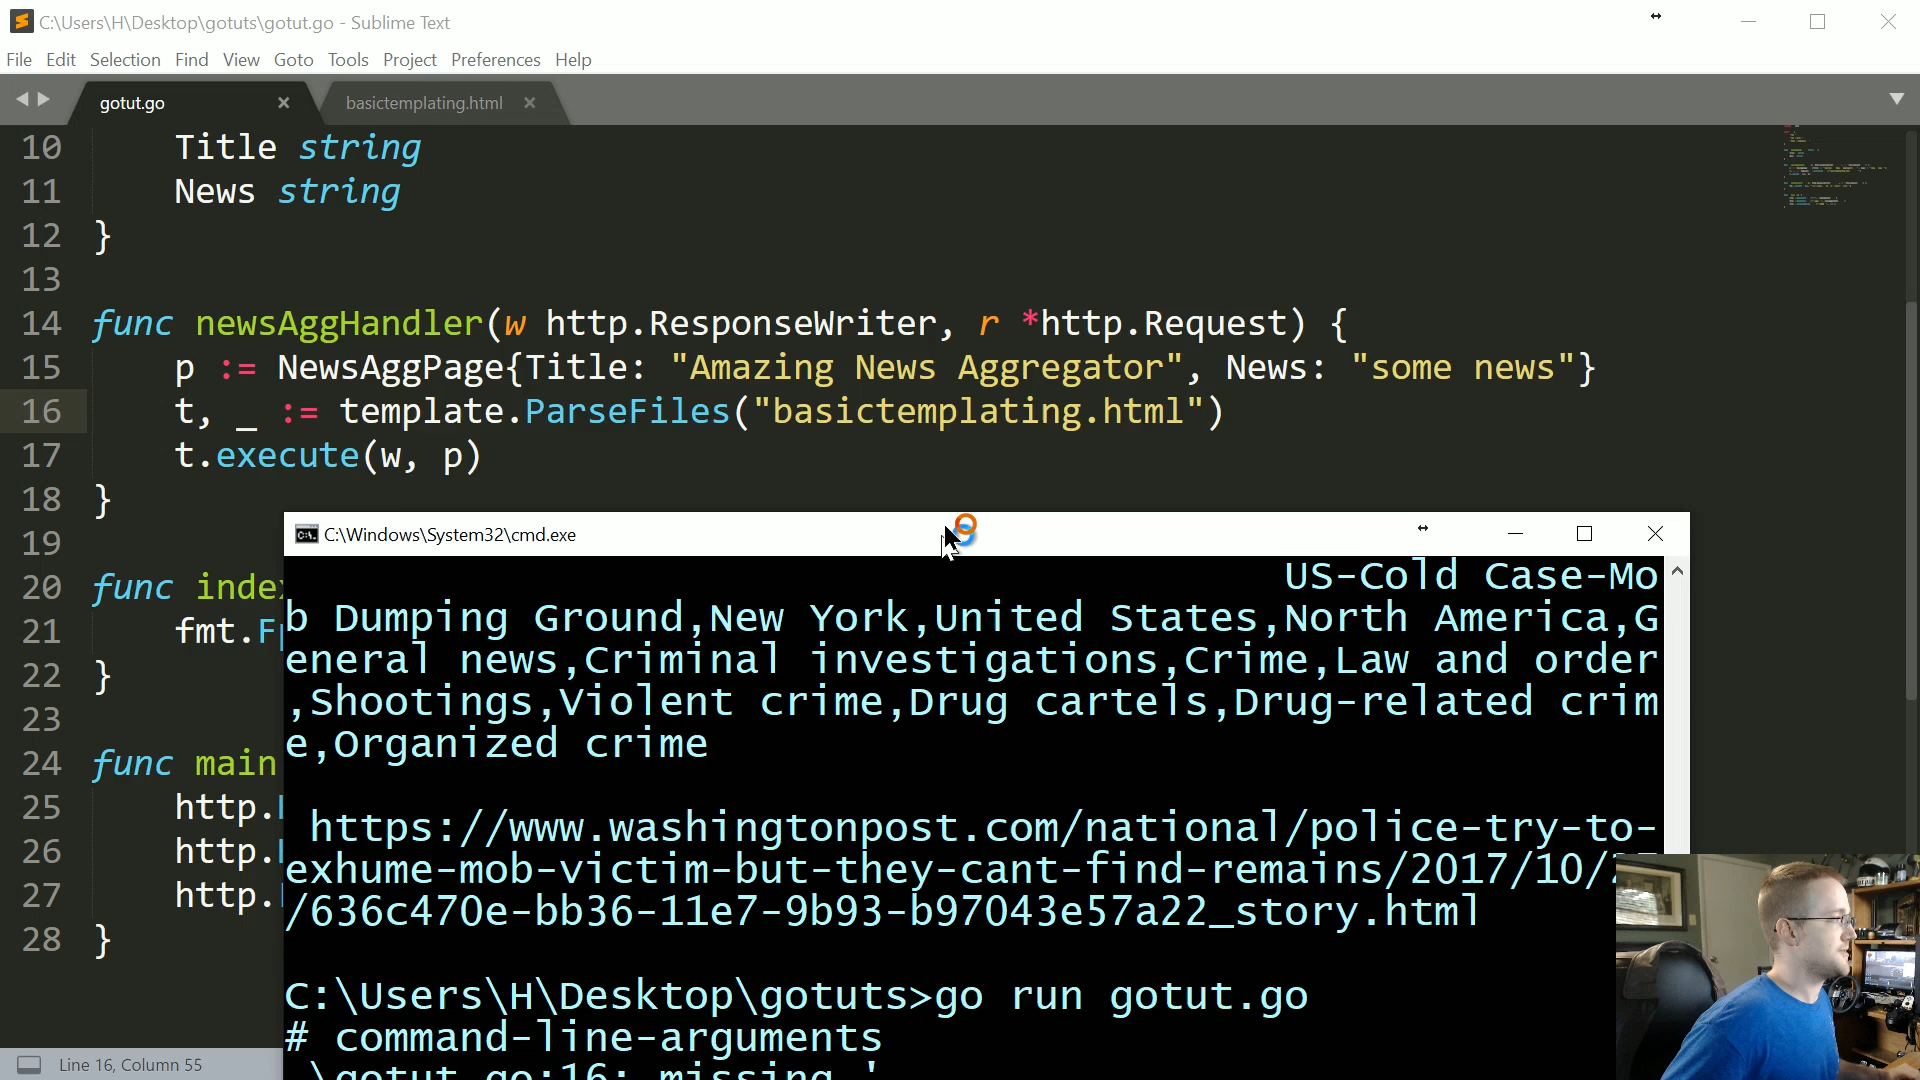 C:\Users\H\Desktop\gotuts\gotut.go - Sublime Text
File Edit Selection Find View Goto Tools Project Preferences Help
gotut.go
basictemplating.html
10 Title string
11 News string
12 }
13
14 func newsAggHandler(w http.ResponseWriter, r *http.Request) {
15 p := NewsAggPage{Title: "Amazing News Aggregator", News: "some news"}
16 t, _ := template.ParseFiles("basictemplating.html")
17 t.execute(w, p)
18 }
19
20 func index
21 fmt.F
22 }
23
24 func main
25 http.
26 http.
27 http.
28 }
C:\Windows\System32\cmd.exe
US-Cold Case-Mo
b Dumping Ground,New York,United States,North America,G
eneral news,Criminal investigations,Crime,Law and order
,Shootings,Violent crime,Drug cartels,Drug-related crim
e,Organized crime
https://www.washingtonpost.com/national/police-try-to-
exhume-mob-victim-but-they-cant-find-remains/2017/10/
/636c470e-bb36-11e7-9b93-b97043e57a22_story.html
C:\Users\H\Desktop\gotuts>go run gotut.go
# command-line-arguments
.\gotut.go:16: missing '
Line 16, Column 55